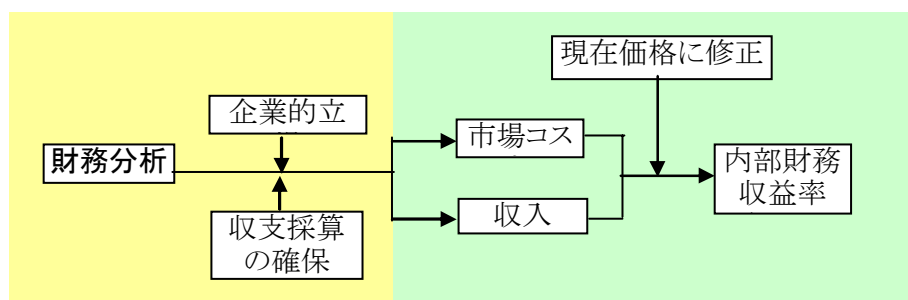 現在価格に修正
企業的立
市場コス
財務分析
内部財務
収益率
収入
収支採算
の確保